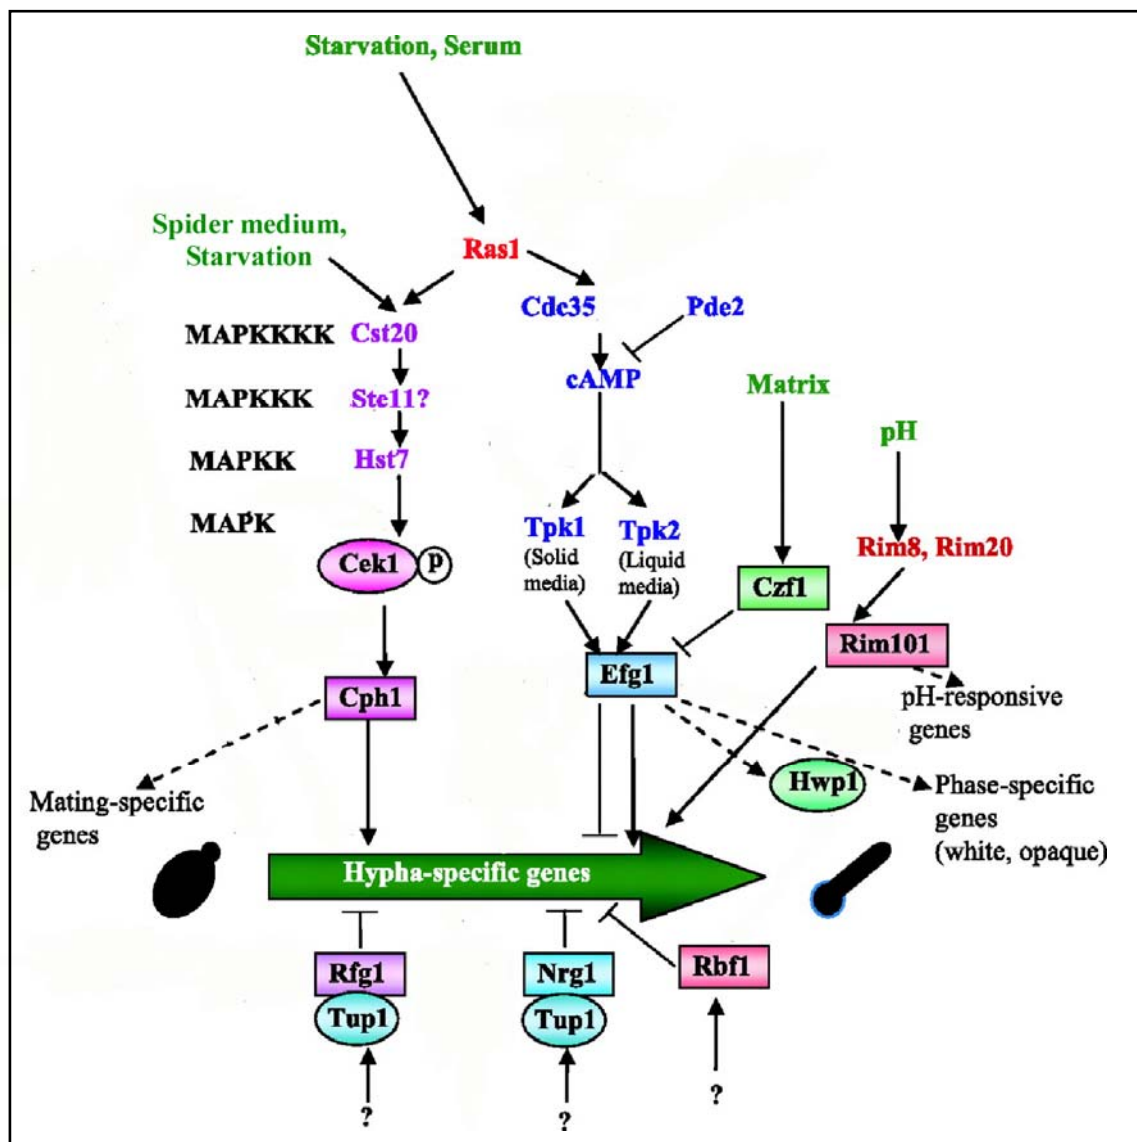 Starvation, Serum
Spider medium,
Starvation
Ras1
Cdc35
Pde2
MAPKKKK
Cst20
cAMP
Matrix
MAPKKK
Ste11?
pH
MAPKK
Hst7
MAPK
Tpk1
(Solid
media)
Tpk2
(Liquid
media)
Rim8, Rim20
Cek1
P
Czf1
Rim101
Efg1
Cph1
pH-responsive
genes
Hwp1
Mating-specific
genes
Phase-specific
genes
(white, opaque)
Hypha-specific genes
Rfg1
Nrg1
Rbf1
Tup1
Tup1
?
?
?